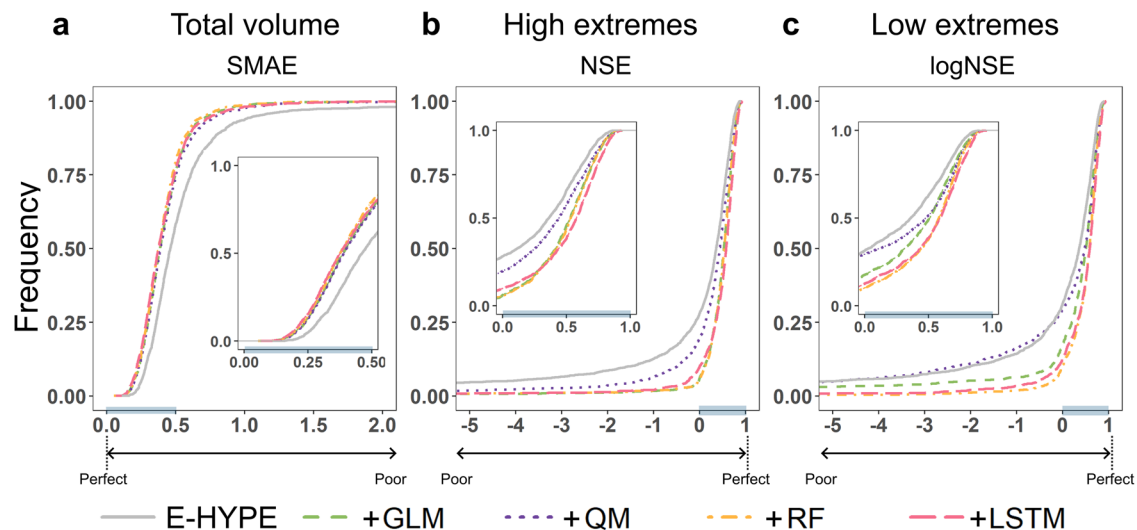 a Total volume b High extremes c Low extremes
SMAE NSE logNSE
Frequency
1.00
0.75
0.50
0.25
0.00
0.0 0.5 1.0 1.5 2.0
1.0
0.5
0.0
0.00 0.25 0.50
Perfect Poor
1.00
0.75
0.50
0.25
0.00
-5 -4 -3 -2 -1 0 1
1.0
0.5
0.0
0.0 0.5 1.0
Poor Perfect
1.00
0.75
0.50
0.25
0.00
-5 -4 -3 -2 -1 0 1
1.0
0.5
0.0
0.0 0.5 1.0
Poor Perfect
E-HYPE +GLM +QM +RF +LSTM